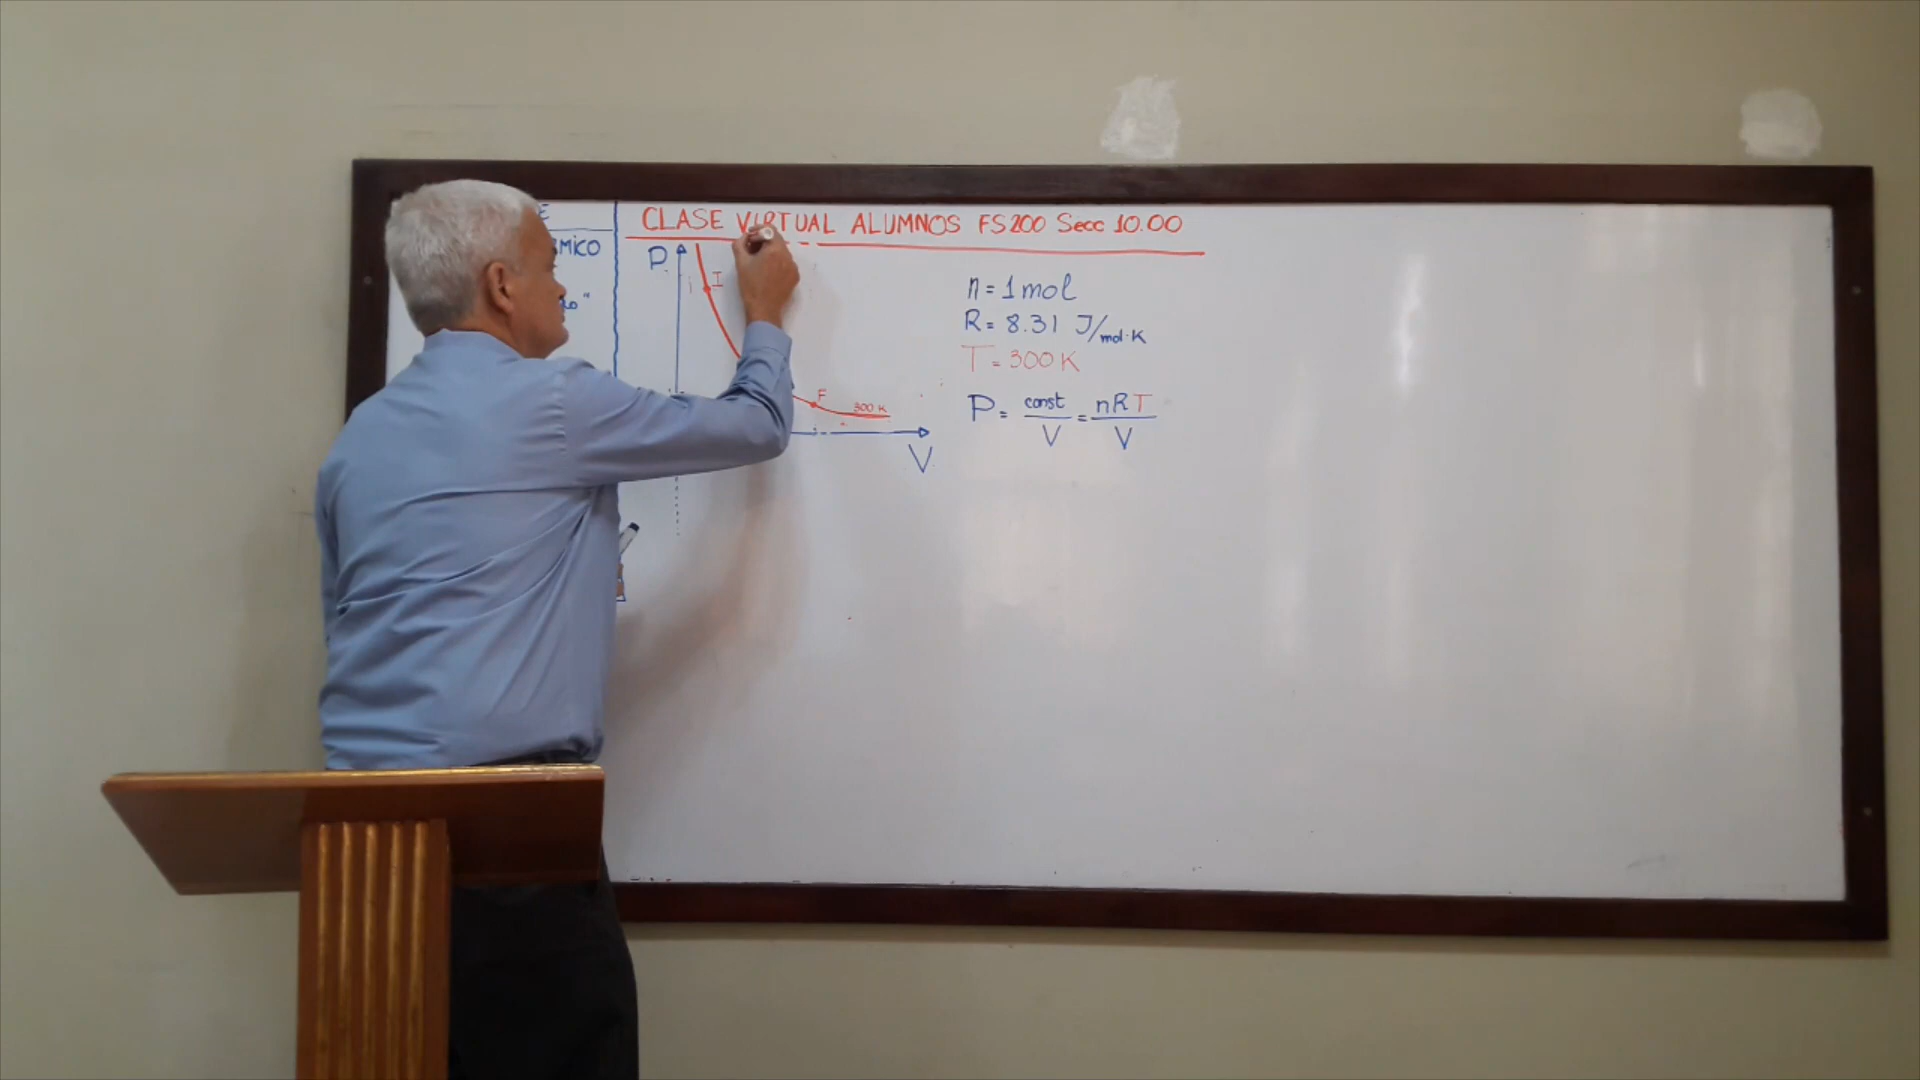 CLASE VIRTUAL ALUMNOS FS200 Secc 10.00
P
I
F
300 K
V
n = 1 mol
R = 8.31 J/mol·K
T = 300 K
P = const/V = nRT/V